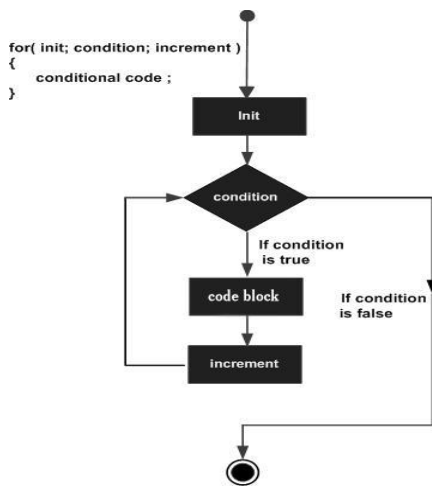 for( init; condition; increment )
{
conditional code ;
}
Init
condition
If condition
is true
code block
If condition
is false
increment